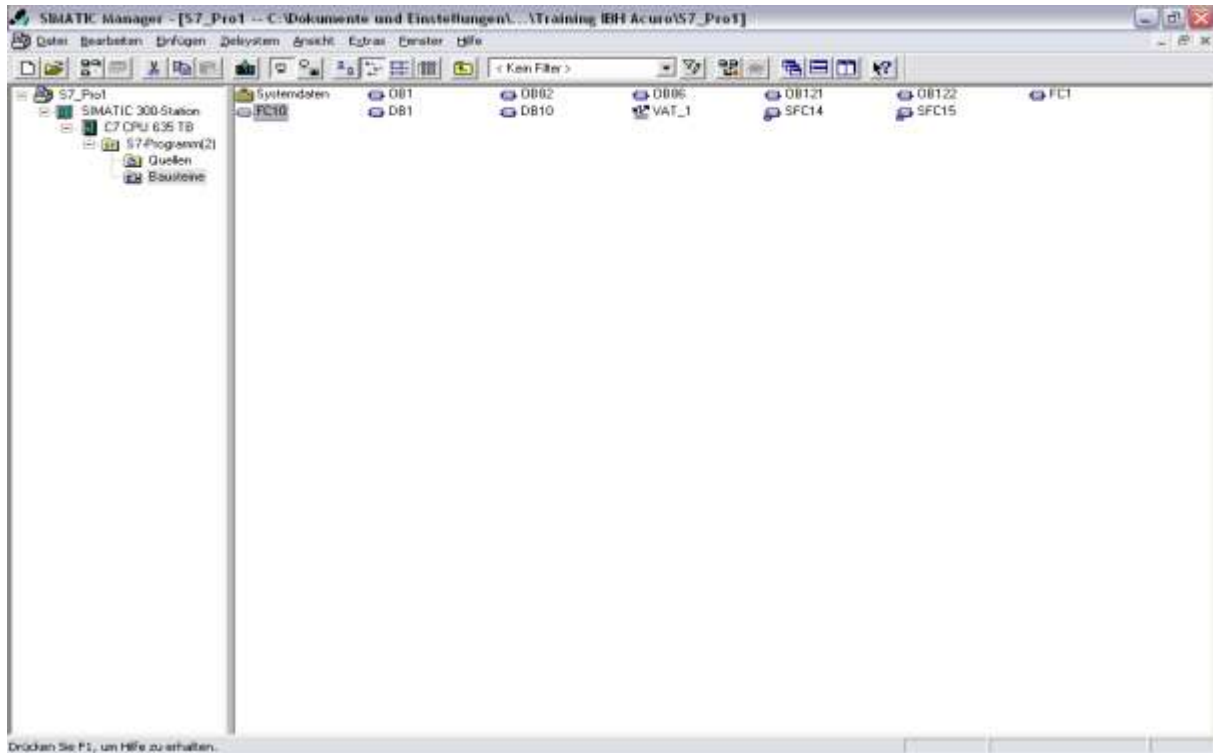 SIMATIC Manager - [S7_Pro1 -- C:\Dokumente und Einstellungen\...\Training IBH Acuro\S7_Pro1]
Datei Bearbeiten Einfügen Zielsystem Ansicht Extras Fenster Hilfe
< Kein Filter >
S7_Pro1
SIMATIC 300-Station
C7 CPU 635 TB
S7-Programm(2)
Quellen
Bausteine
Systemdaten OB1 OB82 OB86 OB121 OB122 FC1
FC10 DB1 DB10 VAT_1 SFC14 SFC15
Drücken Sie F1, um Hilfe zu erhalten.